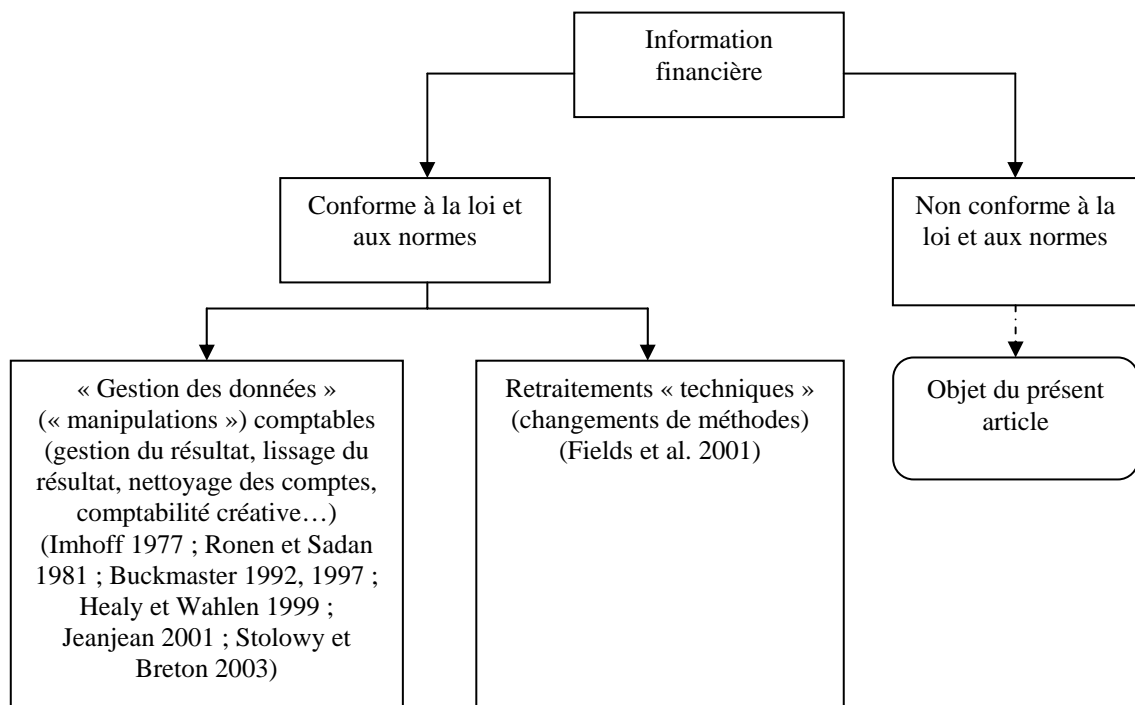 Information
financière
Conforme à la loi et
aux normes
Non conforme à la
loi et aux normes
« Gestion des données »
(« manipulations ») comptables
(gestion du résultat, lissage du
résultat, nettoyage des comptes,
comptabilité créative…)
(Imhoff 1977 ; Ronen et Sadan
1981 ; Buckmaster 1992, 1997 ;
Healy et Wahlen 1999 ;
Jeanjean 2001 ; Stolowy et
Breton 2003)
Retraitements « techniques »
(changements de méthodes)
(Fields et al. 2001)
Objet du présent
article